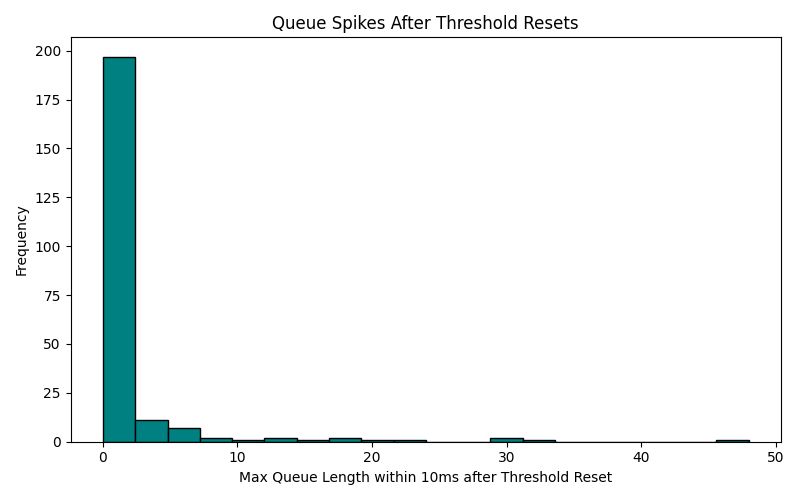 Queue Spikes After Threshold Resets
200
175
150
125
100
75
50
25
0
Frequency
0 10 20 30 40 50
Max Queue Length within 10ms after Threshold Reset